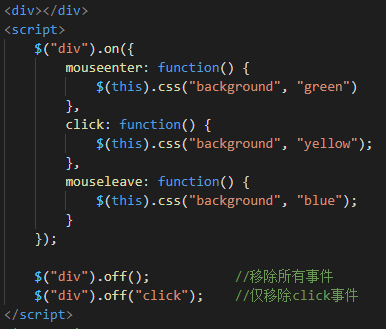 <div></div>
<script>
    $("div").on({
        mouseenter: function() {
            $(this).css("background", "green")
        },
        click: function() {
            $(this).css("background", "yellow");
        },
        mouseleave: function() {
            $(this).css("background", "blue");
        }
    });

    $("div").off();           //移除所有事件
    $("div").off("click");    //仅移除click事件
</script>